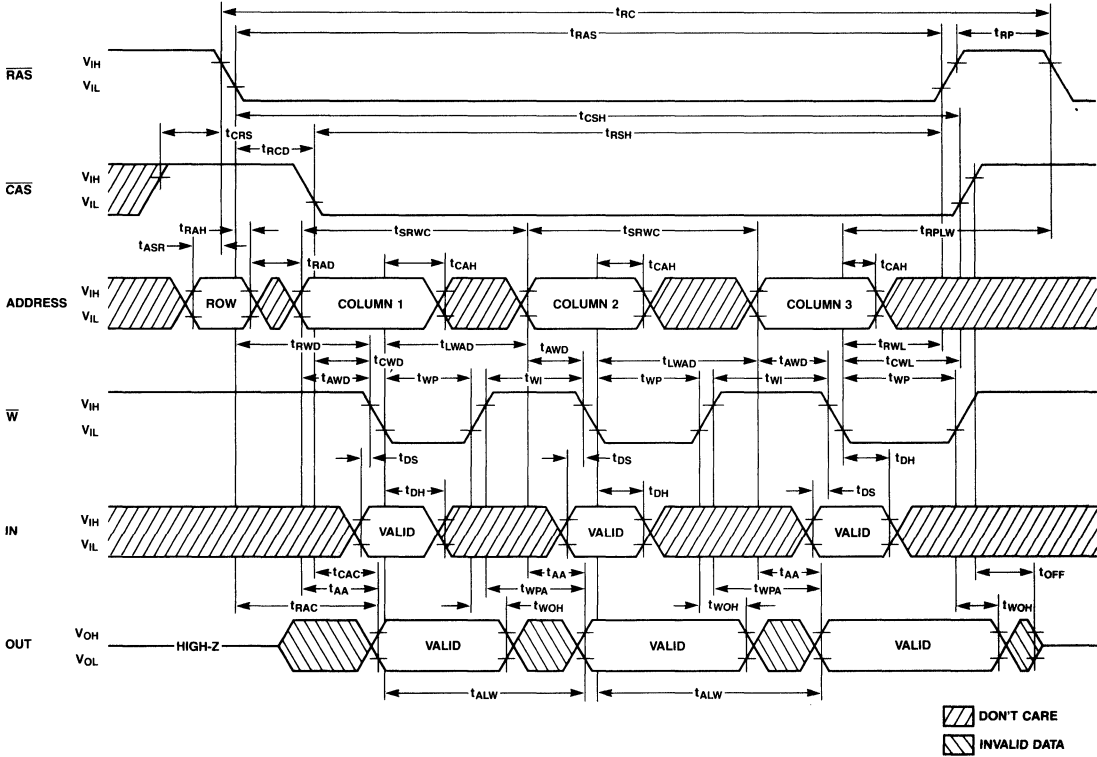 tRC
tRAS
tRP
RAS
VIH
VIL
tCSH
tCRS
tRSH
tRCD
CAS
VIH
VIL
tRAH
tSRWC
tSRWC
tRPLW
tASR
tRAD
tCAH
tCAH
tCAH
ADDRESS
VIH
VIL
ROW
COLUMN 1
COLUMN 2
COLUMN 3
tRWD
tLWAD
tRWL
tCWD
tAWD
tLWAD
tAWD
tCWL
tAWD
tWP
tWI
tWP
tWI
tWP
W
VIH
VIL
tDS
tDS
tDH
tDH
tDH
tDS
IN
VIH
VIL
VALID
VALID
VALID
tCAC
tAA
tAA
tOFF
tAA
tWPA
tWPA
tRAC
tWOH
tWOH
tWOH
OUT
VOH
VOL
HIGH-Z
VALID
VALID
VALID
tALW
tALW
DON'T CARE
INVALID DATA